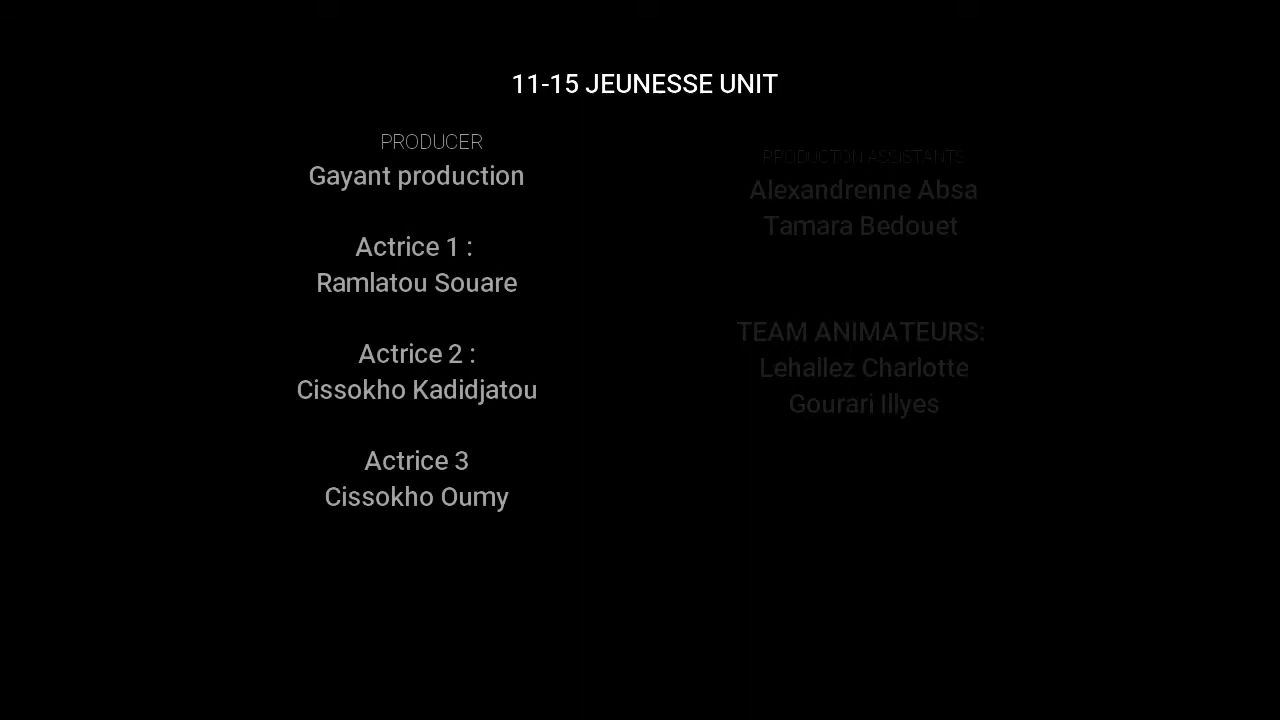 11-15 JEUNESSE UNIT
PRODUCER
Gayant production
Actrice 1 :
Ramlatou Souare
Actrice 2 :
Cissokho Kadidjatou
Actrice 3
Cissokho Oumy
PRODUCTON ASSISTANTS
Alexandrenne Absa
Tamara Bedouet
TEAM ANIMATEURS:
Lehallez Charlotte
Gourari Illyes